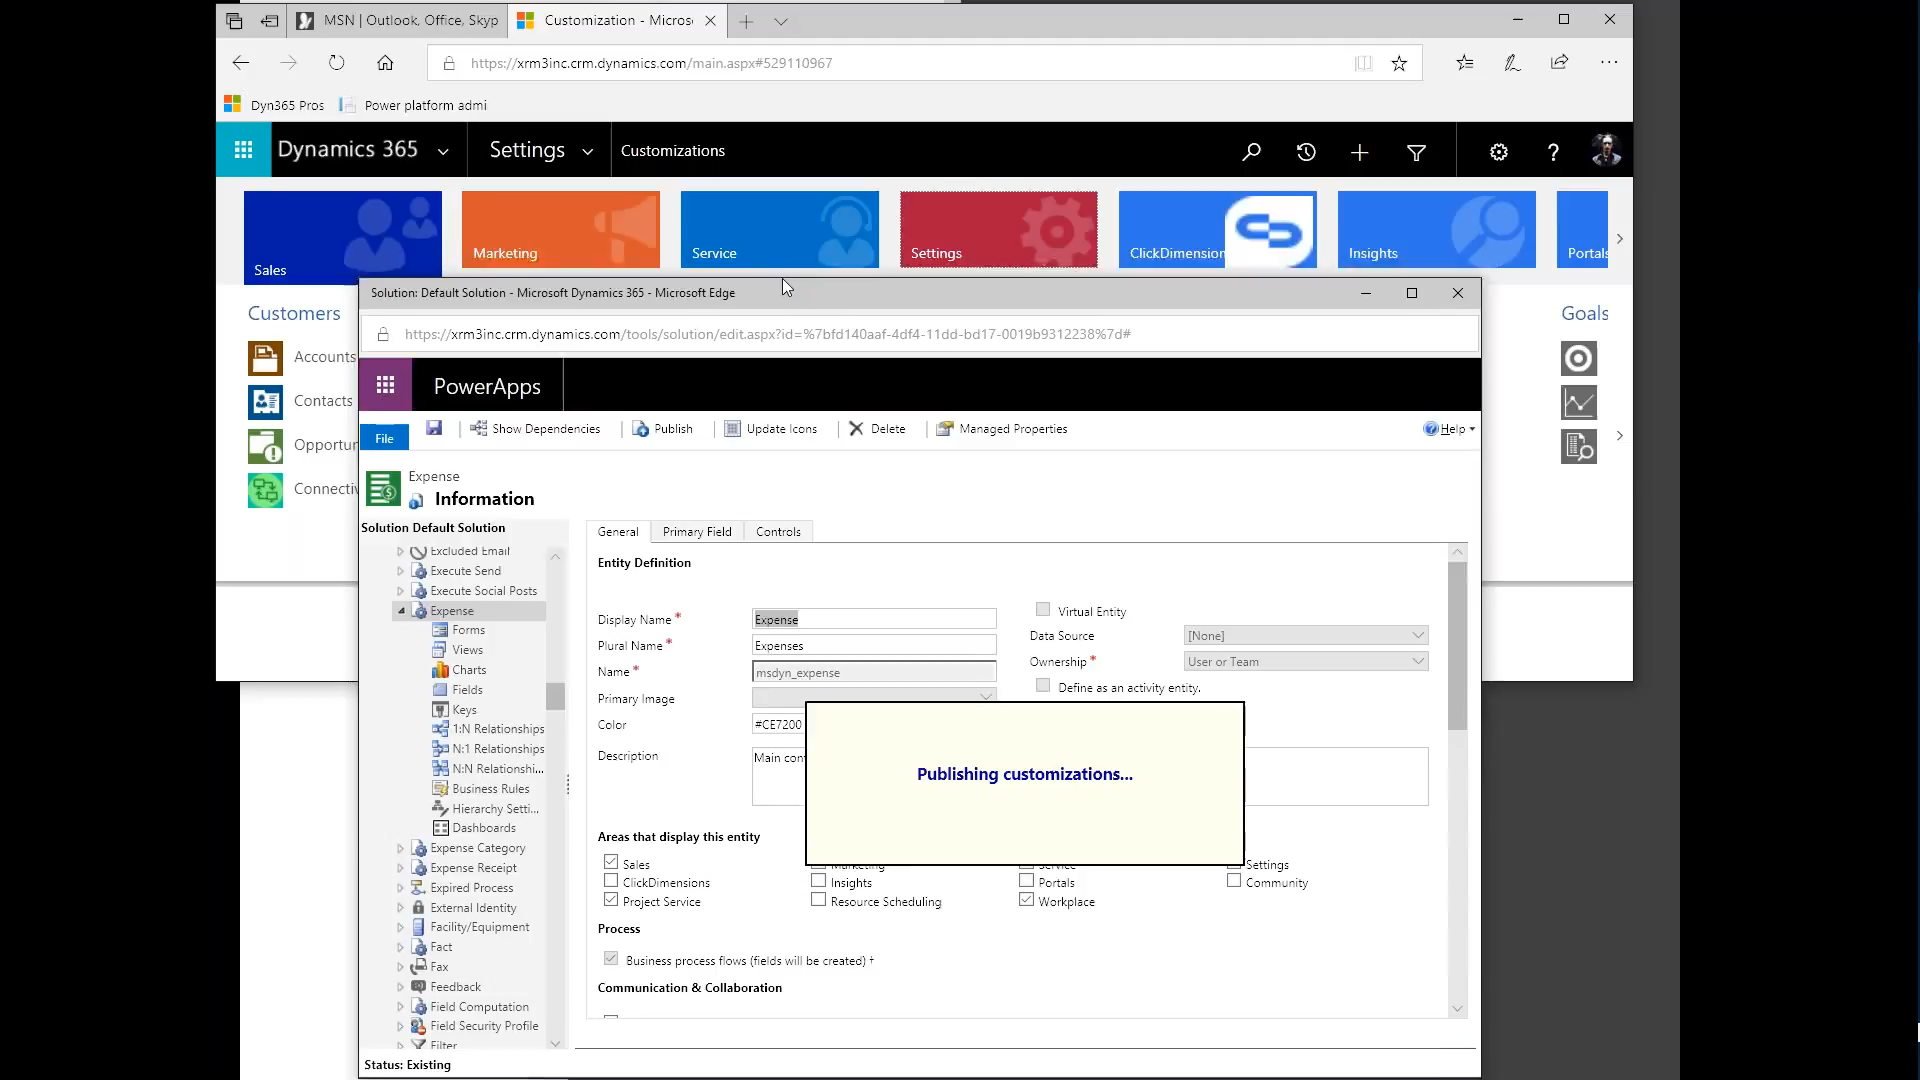 MSN | Outlook, Office, Skyp
Customization - Micros
https://xrm3inc.crm.dynamics.com/main.aspx#529110967
Dyn365 Pros
Power platform admi
Dynamics 365
Settings
Customizations
Sales
Marketing
Service
Settings
ClickDimension
Insights
Portals
Customers
Goals
Accounts
Contacts
Opportun
Connectiv
Solution: Default Solution - Microsoft Dynamics 365 - Microsoft Edge
https://xrm3inc.crm.dynamics.com/tools/solution/edit.aspx?id=%7bfd140aaf-4df4-11dd-bd17-0019b9312238%7d#
PowerApps
File
Show Dependencies
Publish
Update Icons
Delete
Managed Properties
Help
Expense
Information
Solution Default Solution
Excluded Email
Execute Send
Execute Social Posts
Expense
Forms
Views
Charts
Fields
Keys
1:N Relationships
N:1 Relationships
N:N Relationshi...
Business Rules
Hierarchy Setti...
Dashboards
Expense Category
Expense Receipt
Expired Process
External Identity
Facility/Equipment
Fact
Fax
Feedback
Field Computation
Field Security Profile
Filter
General
Primary Field
Controls
Entity Definition
Display Name *
Expense
Plural Name *
Expenses
Name *
msdyn_expense
Primary Image
Color
#CE7200
Description
Main con
Virtual Entity
Data Source
[None]
Ownership *
User or Team
Define as an activity entity.
Publishing customizations...
Areas that display this entity
Sales
Marketing
Service
Settings
ClickDimensions
Insights
Portals
Community
Project Service
Resource Scheduling
Workplace
Process
Business process flows (fields will be created) †
Communication & Collaboration
Status: Existing